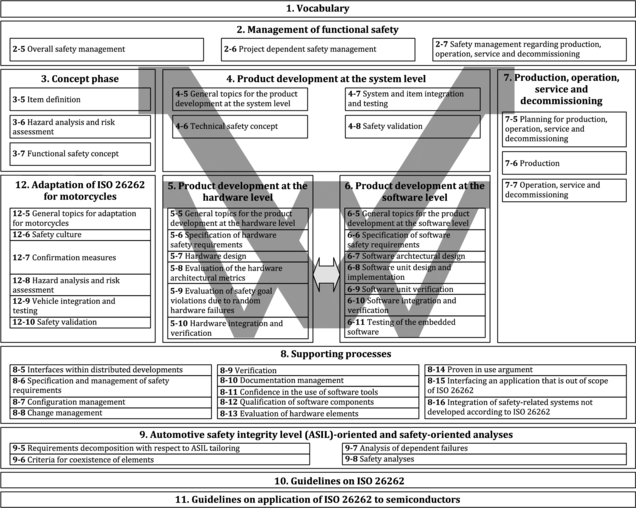 1. Vocabulary
2. Management of functional safety
2-5 Overall safety management
2-6 Project dependent safety management
2-7 Safety management regarding production,
operation, service and decommissioning
3. Concept phase
3-5 Item definition
3-6 Hazard analysis and risk
assessment
3-7 Functional safety concept
4. Product development at the system level
4-5 General topics for the product
development at the system level
4-6 Technical safety concept
4-7 System and item integration
and testing
4-8 Safety validation
7. Production, operation,
service and
decommissioning
7-5 Planning for production,
operation, service and
decommissioning
7-6 Production
7-7 Operation, service and
decommissioning
12. Adaptation of ISO 26262
for motorcycles
12-5 General topics for adaptation
for motorcycles
12-6 Safety culture
12-7 Confirmation measures
12-8 Hazard analysis and risk
assessment
12-9 Vehicle integration and
testing
12-10 Safety validation
5. Product development at the
hardware level
5-5 General topics for the product
development at the hardware level
5-6 Specification of hardware
safety requirements
5-7 Hardware design
5-8 Evaluation of the hardware
architectural metrics
5-9 Evaluation of safety goal
violations due to random
hardware failures
5-10 Hardware integration and
verification
6. Product development at the
software level
6-5 General topics for the product
development at the software level
6-6 Specification of software
safety requirements
6-7 Software archtectural design
6-8 Software unit design and
implementation
6-9 Software unit verification
6-10 Software integration and
verification
6-11 Testing of the embedded
software
8. Supporting processes
8-5 Interfaces within distributed developments
8-6 Specification and management of safety
requirements
8-7 Configuration management
8-8 Change management
8-9 Verification
8-10 Documentation management
8-11 Confidence in the use of software tools
8-12 Qualification of software components
8-13 Evaluation of hardware elements
8-14 Proven in use argument
8-15 Interfacing an application that is out of scope
of ISO 26262
8-16 Integration of safety-related systems not
developed according to ISO 26262
9. Automotive safety integrity level (ASIL)-oriented and safety-oriented analyses
9-5 Requirements decomposition with respect to ASIL tailoring
9-6 Criteria for coexistence of elements
9-7 Analysis of dependent failures
9-8 Safety analyses
10. Guidelines on ISO 26262
11. Guidelines on application of ISO 26262 to semiconductors